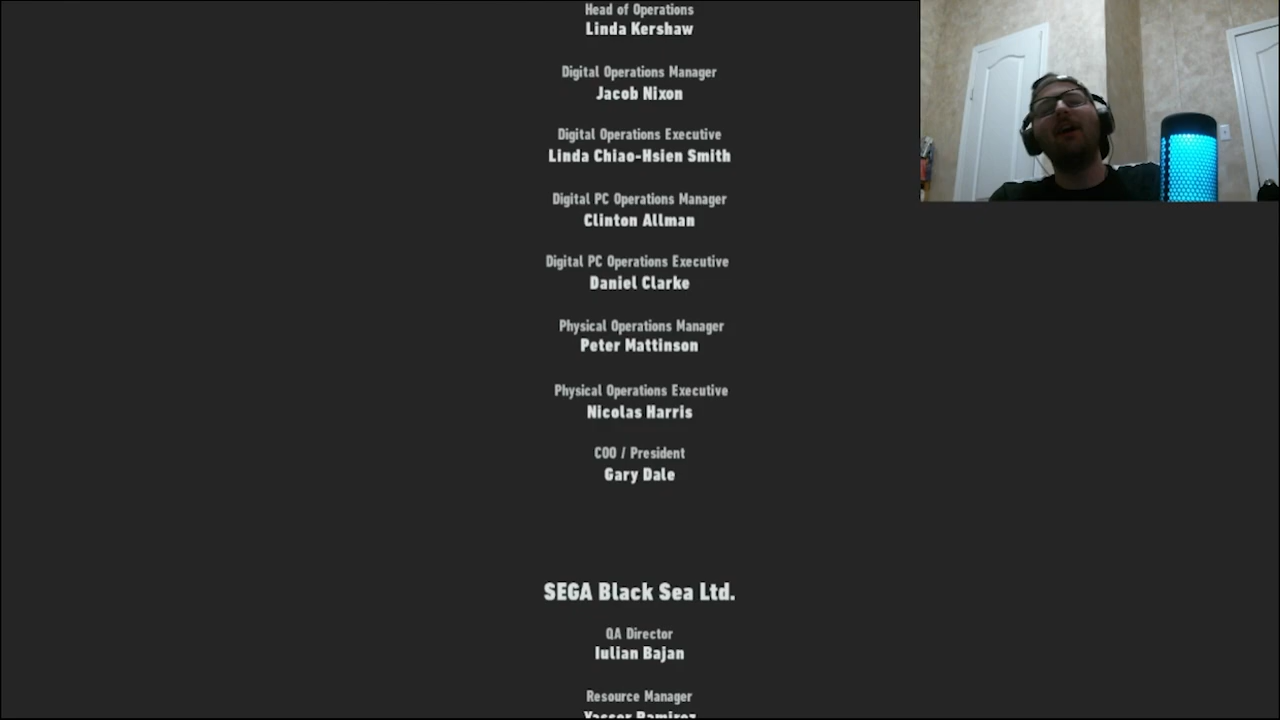 Head of Operations
Linda Kershaw
Digital Operations Manager
Jacob Nixon
Digital Operations Executive
Linda Chiao-Hsien Smith
Digital PC Operations Manager
Clinton Allman
Digital PC Operations Executive
Daniel Clarke
Physical Operations Manager
Peter Mattinson
Physical Operations Executive
Nicolas Harris
COO / President
Gary Dale
SEGA Black Sea Ltd.
QA Director
Iulian Bajan
Resource Manager
Yasser Ramirez